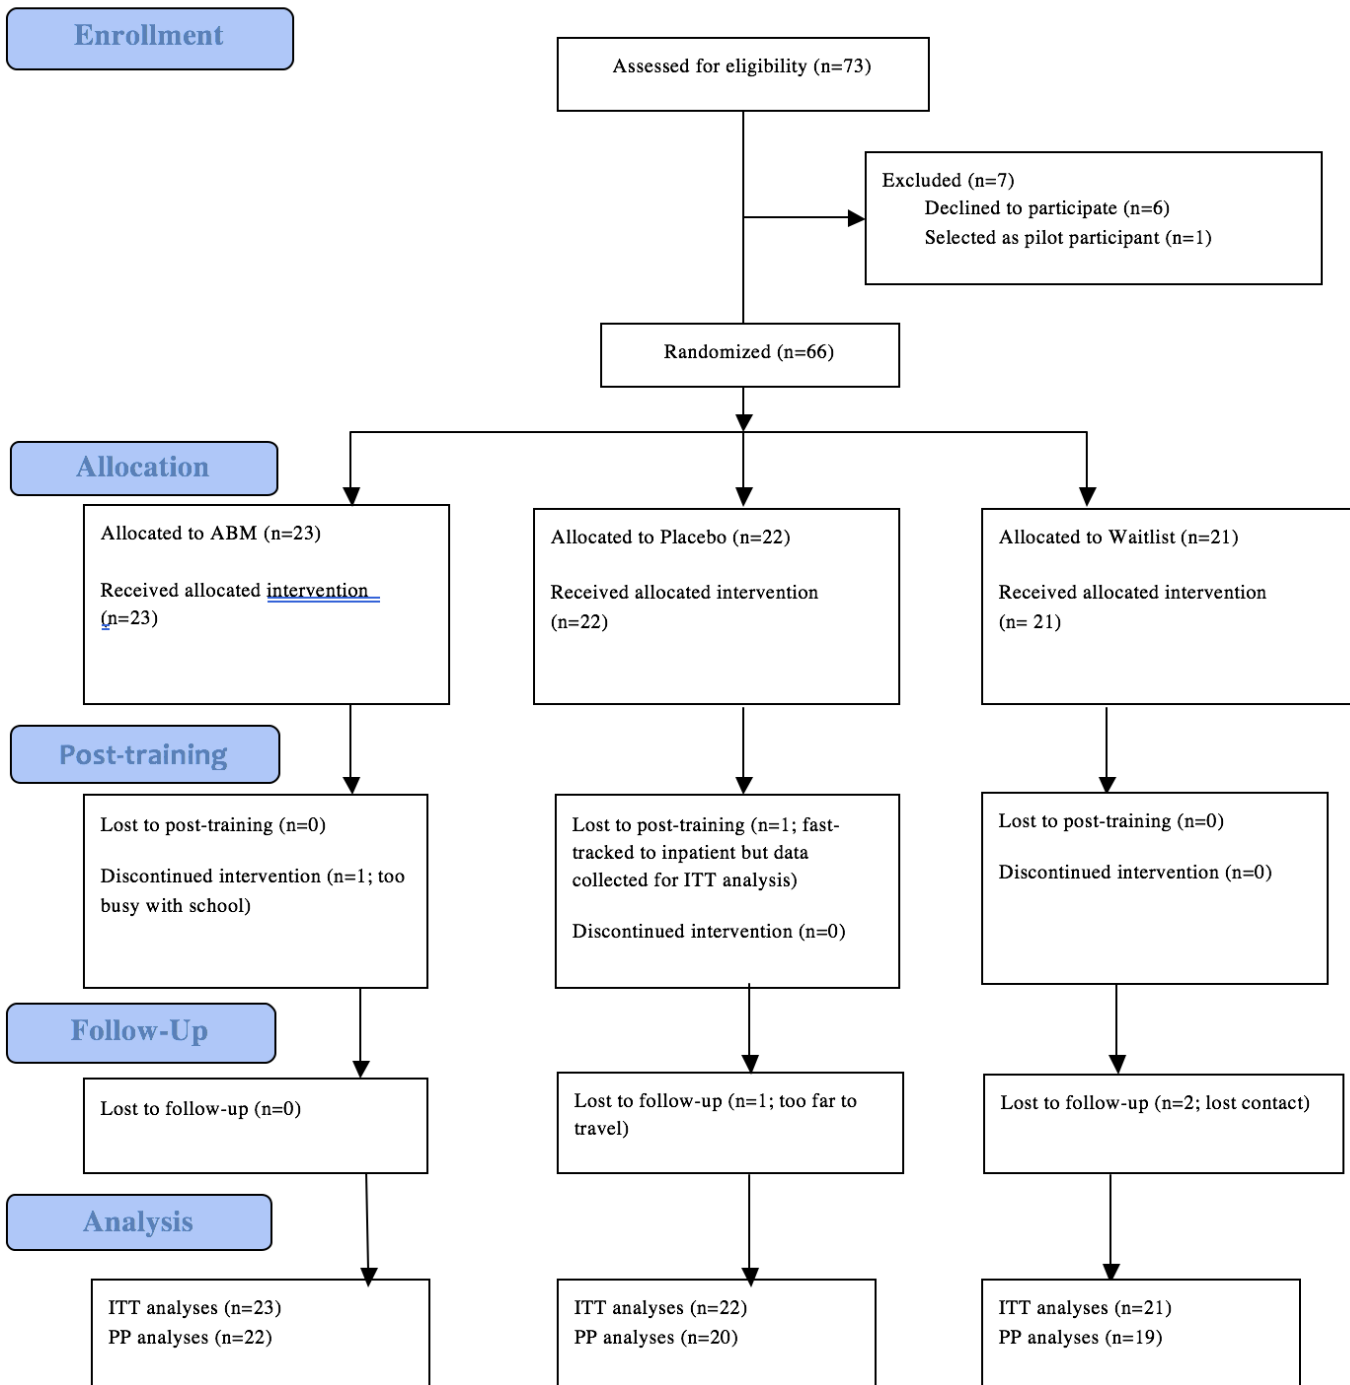 Enrollment
Assessed for eligibility (n=73)
Excluded (n=7)
Declined to participate (n=6)
Selected as pilot participant (n=1)
Randomized (n=66)
Allocation
Allocated to ABM (n=23)
Received allocated intervention
(n=23)
Allocated to Placebo (n=22)
Received allocated intervention
(n=22)
Allocated to Waitlist (n=21)
Received allocated intervention
(n= 21)
Post-training
Lost to post-training (n=0)
Discontinued intervention (n=1; too
busy with school)
Lost to post-training (n=1; fast-
tracked to inpatient but data
collected for ITT analysis)
Discontinued intervention (n=0)
Lost to post-training (n=0)
Discontinued intervention (n=0)
Follow-Up
Lost to follow-up (n=0)
Lost to follow-up (n=1; too far to
travel)
Lost to follow-up (n=2; lost contact)
Analysis
ITT analyses (n=23)
PP analyses (n=22)
ITT analyses (n=22)
PP analyses (n=20)
ITT analyses (n=21)
PP analyses (n=19)